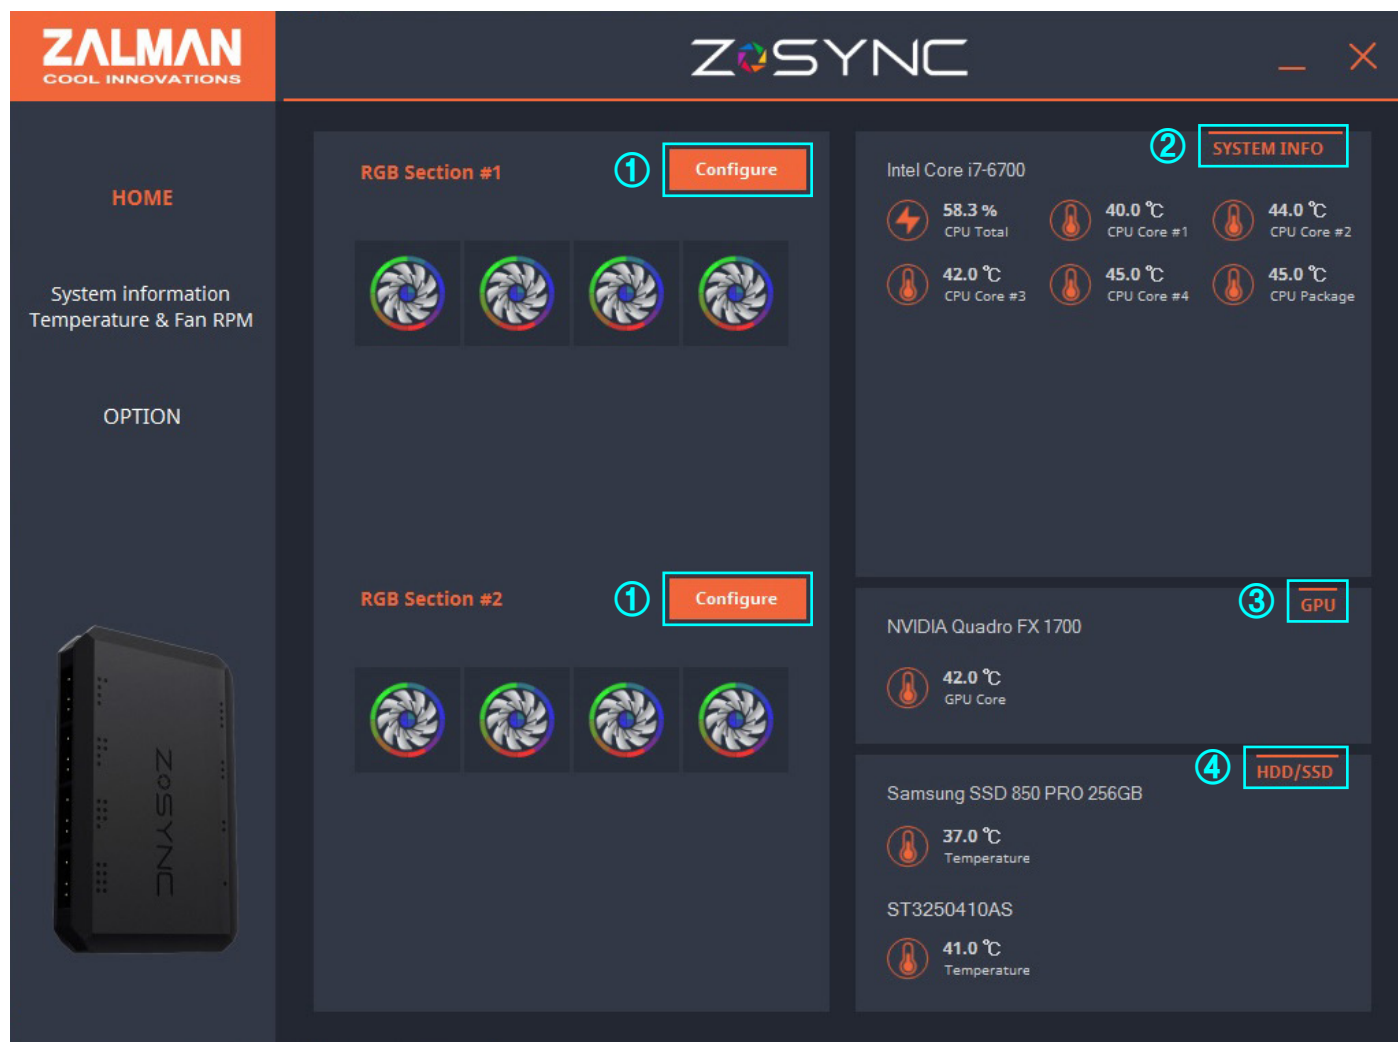 ZALMAN
COOL INNOVATIONS
ZOSYNC
HOME
System information
Temperature & Fan RPM
OPTION
ZOSYNC
RGB Section #1
① Configure
RGB Section #2
① Configure
② SYSTEM INFO
Intel Core i7-6700
58.3 %
CPU Total
40.0 ℃
CPU Core #1
44.0 ℃
CPU Core #2
42.0 ℃
CPU Core #3
45.0 ℃
CPU Core #4
45.0 ℃
CPU Package
③ GPU
NVIDIA Quadro FX 1700
42.0 ℃
GPU Core
④ HDD/SSD
Samsung SSD 850 PRO 256GB
37.0 ℃
Temperature
ST3250410AS
41.0 ℃
Temperature